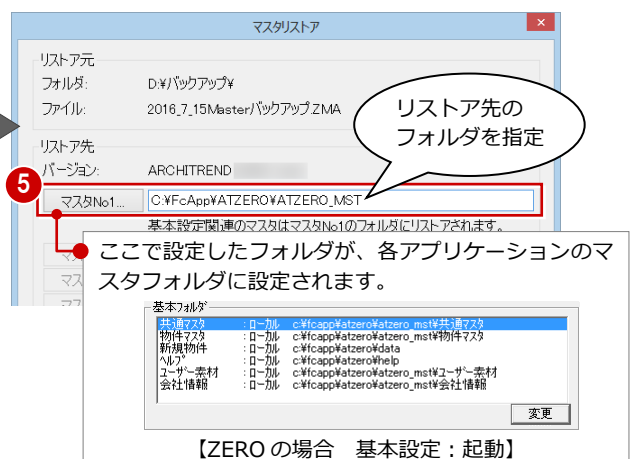 マスタリストア
×
リストア元
フォルダ: D:¥バックアップ¥
ファイル: 2016_7_15Masterバックアップ.ZMA
リストア先の
フォルダを指定
リストア先
バージョン: ARCHITREND
5
マスタNo1... C:¥FcApp¥ATZERO¥ATZERO_MST
基本設定関連のマスタはマスタNo1のフォルダにリストアされます。
ここで設定したフォルダが、各アプリケーションのマ
スタフォルダに設定されます。
基本フォルダ
共通マスタ :ローカル c:¥fcapp¥atzero¥atzero_mst¥共通マスタ
物件マスタ :ローカル c:¥fcapp¥atzero¥atzero_mst¥物件マスタ
新規物件 :ローカル c:¥fcapp¥atzero¥data
ヘルプ :ローカル c:¥fcapp¥atzero¥help
ユーザー素材 :ローカル c:¥fcapp¥atzero¥atzero_mst¥ユーザー素材
会社情報 :ローカル c:¥fcapp¥atzero¥atzero_mst¥会社情報
変更
【ZERO の場合 基本設定：起動】